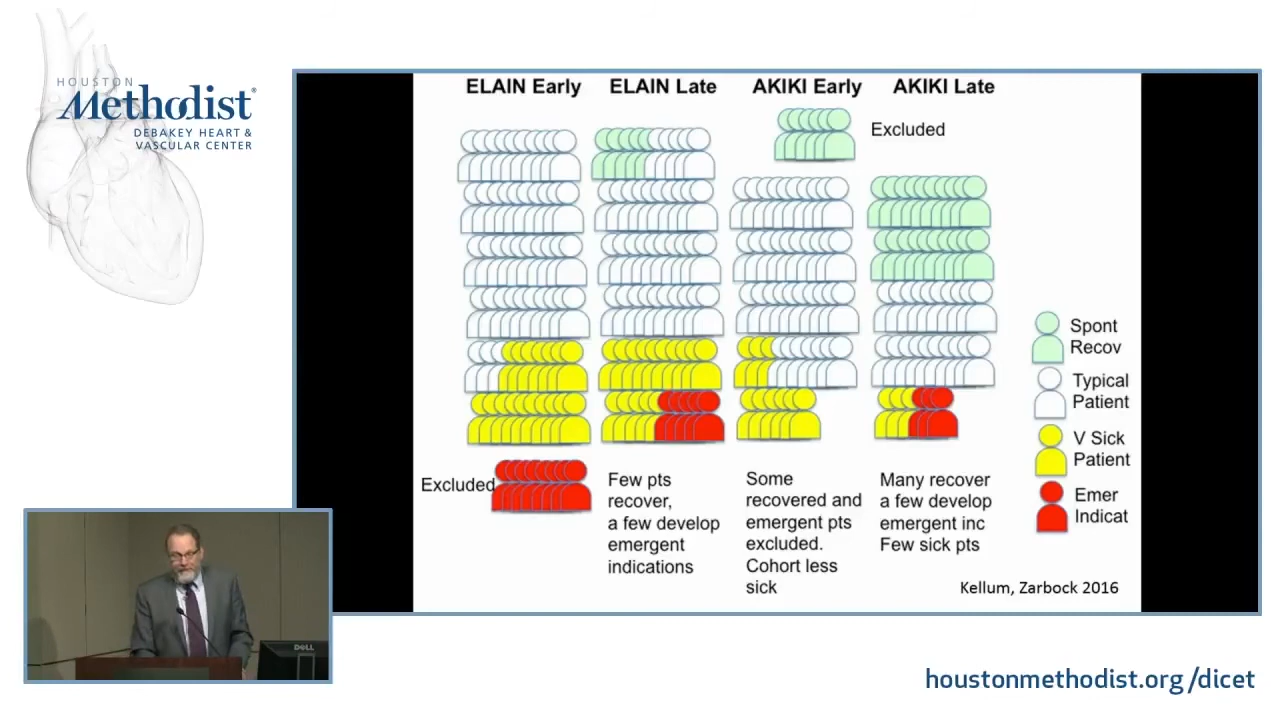 HOUSTON
Methodist®
DEBAKEY HEART &
VASCULAR CENTER
ELAIN Early
ELAIN Late
AKIKI Early
AKIKI Late
Excluded
Spont
Recov
Typical
Patient
V Sick
Patient
Emer
Indicat
Excluded
Few pts
recover,
a few develop
emergent
indications
Some
recovered and
emergent pts
excluded.
Cohort less
sick
Many recover
a few develop
emergent inc
Few sick pts
Kellum, Zarbock 2016
DELL
houstonmethodist.org/dicet